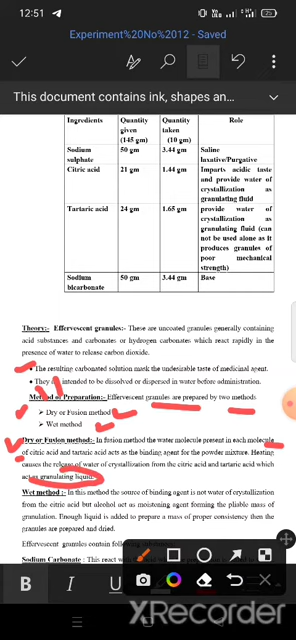 12:51
25
Experiment%20No%2012 - Saved
This document contains ink, shapes an...
Ingredients Quantity given (145 gm) Quantity taken (10 gm) Role
Sodium sulphate 50 gm 3.44 gm Saline laxative/Purgative
Citric acid 21 gm 1.44 gm Imparts acidic taste and provide water of crystallization as granulating fluid
Tartaric acid 24 gm 1.65 gm provide water of crystallization as granulating fluid (can not be used alone as it produces granules of poor mechanical strength)
Sodium bicarbonate 50 gm 3.44 gm Base
Theory:- Effervescent granules:- These are uncoated granules generally containing
acid substances and carbonates or hydrogen carbonates which react rapidly in
the presence of water to release carbon dioxide.
The resulting carbonated solution mask the undesirable taste of medicinal agent.
They are intended to be dissolved or dispersed in water before administration.
Method of Preparation:- Effervescent granules are prepared by two methods
Dry or Fusion method
Wet method
Dry or Fusion method:- In fusion method the water molecule present in each molecule
of citric acid and tartaric acid acts as the binding agent for the powder mixture. Heating
causes the release of water of crystallization from the citric acid and tartaric acid which
act as granulating liquid.
Wet method :- In this method the source of binding agent is not water of crystallization
from the citric acid but alcohol act as moistening agent forming the pliable mass of
granulation. Enough liquid is added to prepare a mass of proper consistency then the
granules are prepared and dried.
Effervescent granules contain following
Sodium Carbonate : This react
B I U
XRecorder